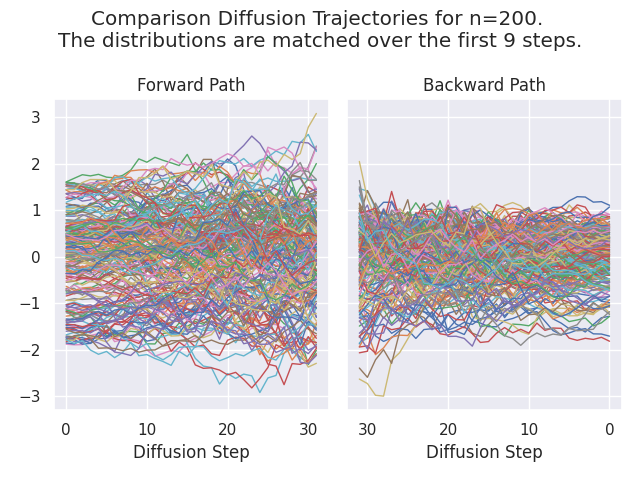 Comparison Diffusion Trajectories for n=200.
The distributions are matched over the first 9 steps.
Forward Path
Backward Path
3
2
1
0
−1
−2
−3
0 10 20 30
30 20 10 0
Diffusion Step
Diffusion Step